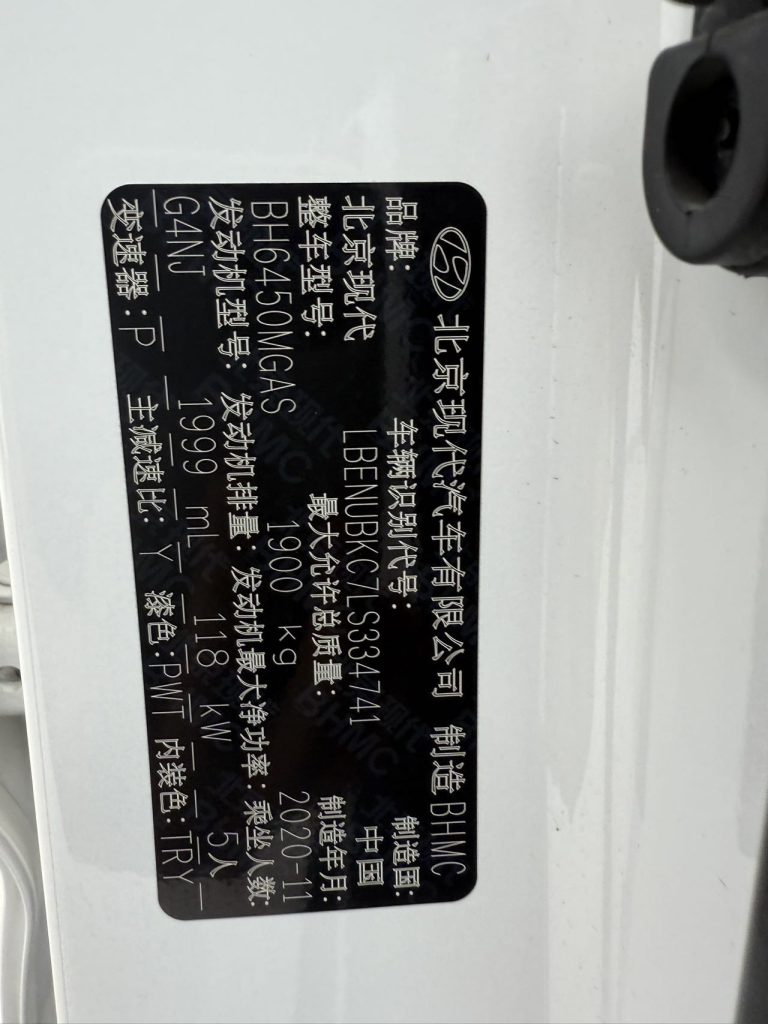 北京现代汽车有限公司 制造 BHMC
品牌: 车辆识别代号: 制造国:
北京现代 LBENUBKC7LS334741 中国
整车型号: 最大允许总质量: 制造年月:
BH6450MGAS 1900 kg 2020-11
发动机型号: 发动机排量: 发动机最大净功率: 乘坐人数:
G4NJ 1999 mL 118 kW 5人
变速器: P 主减速比: Y 漆色: PWT 内装色: TRY